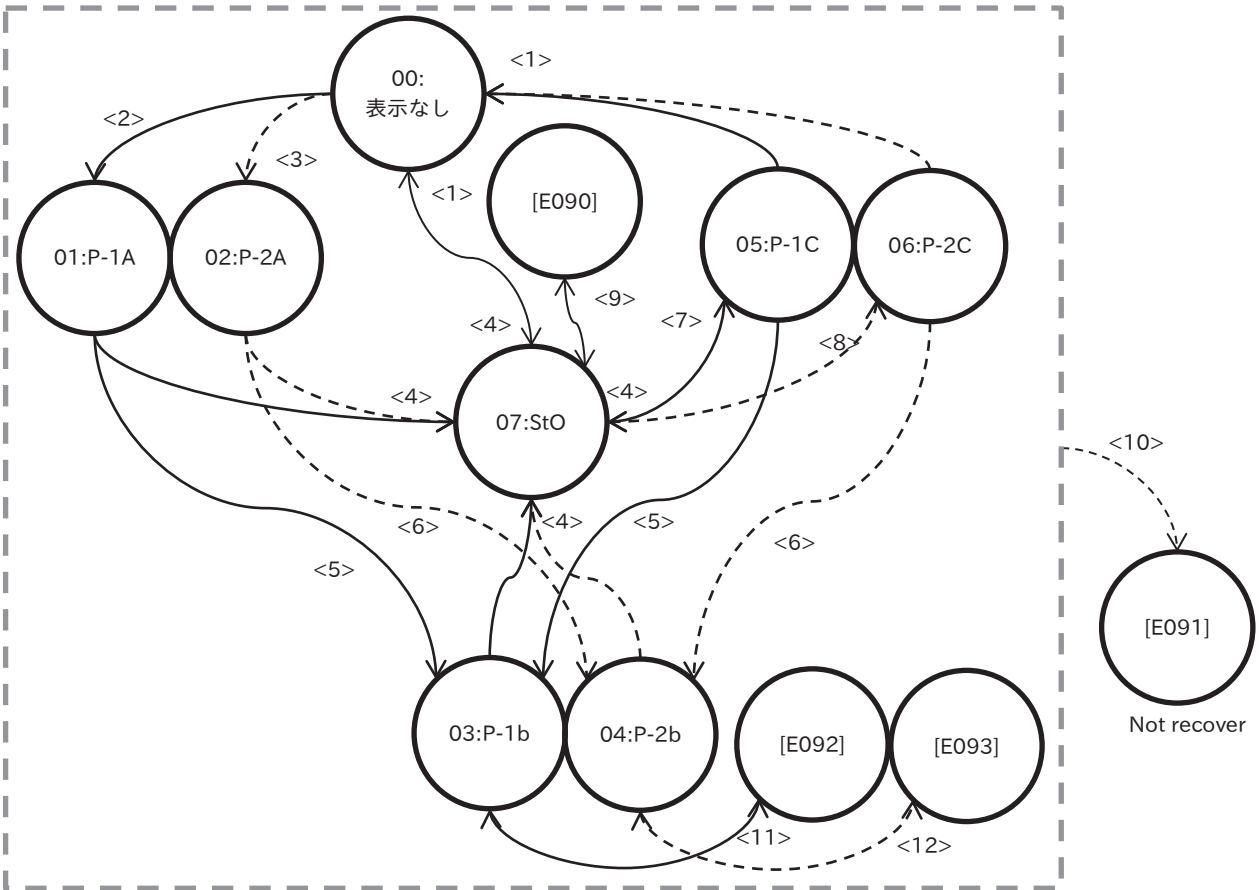 <1>
00:
表示なし
<2>
<3>
<1>
[E090]
01:P-1A
02:P-2A
05:P-1C
06:P-2C
<9>
<7>
<4>
<8>
<4>
<4>
07:StO
<10>
<4>
<5>
<6>
<6>
<5>
[E091]
Not recover
03:P-1b
04:P-2b
[E092]
[E093]
<11>
<12>